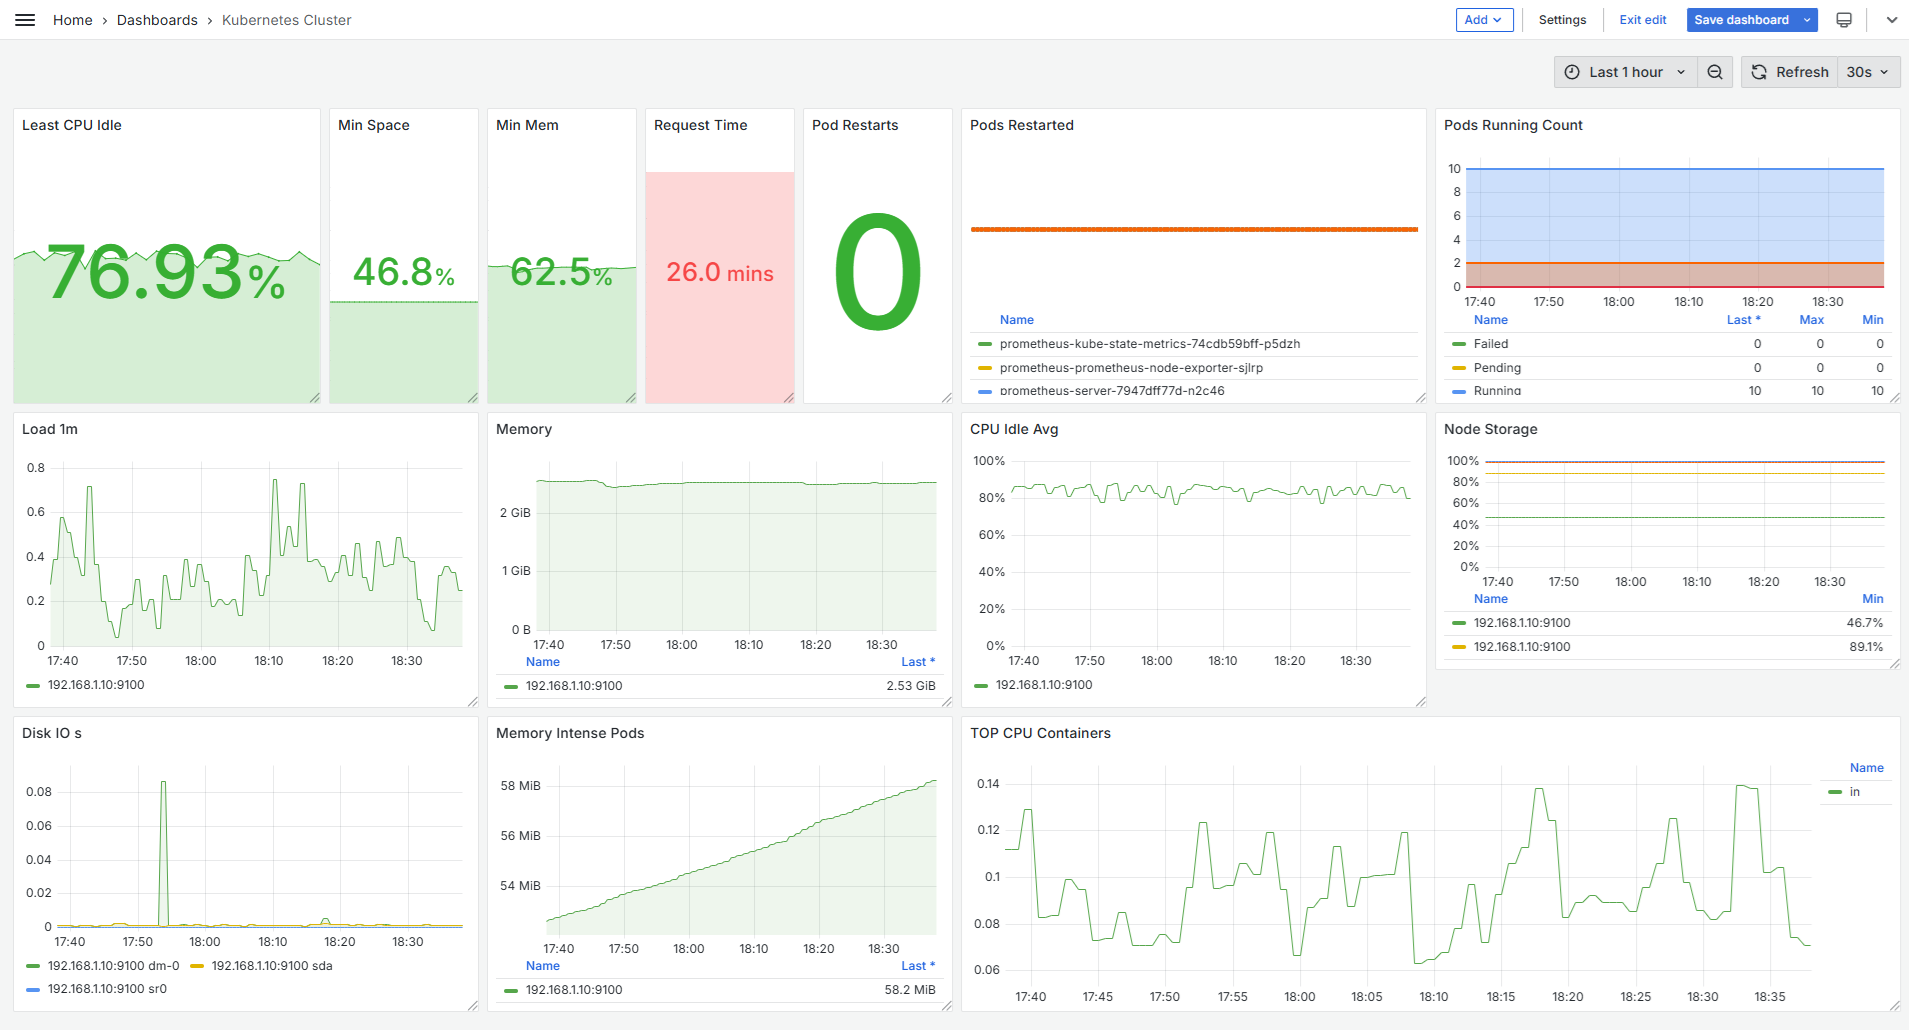 Home › Dashboards › Kubernetes Cluster
Add
Settings
Exit edit
Save dashboard
Last 1 hour
Refresh
30s
Least CPU Idle
76.93%
Min Space
46.8%
Min Mem
62.5%
Request Time
26.0 mins
Pod Restarts
0
Pods Restarted
Name
prometheus-kube-state-metrics-74cdb59bff-p5dzh
prometheus-prometheus-node-exporter-sjlrp
prometheus-server-7947dff77d-n2c46
Pods Running Count
10
8
6
4
2
0
17:40 17:50 18:00 18:10 18:20 18:30
Name Last * Max Min
Failed 0 0 0
Pending 0 0 0
Running 10 10 10
Load 1m
0.8
0.6
0.4
0.2
0
17:40 17:50 18:00 18:10 18:20 18:30
192.168.1.10:9100
Memory
2 GiB
1 GiB
0 B
17:40 17:50 18:00 18:10 18:20 18:30
Name Last *
192.168.1.10:9100 2.53 GiB
CPU Idle Avg
100%
80%
60%
40%
20%
0%
17:40 17:50 18:00 18:10 18:20 18:30
192.168.1.10:9100
Node Storage
100%
80%
60%
40%
20%
0%
17:40 17:50 18:00 18:10 18:20 18:30
Name Min
192.168.1.10:9100 46.7%
192.168.1.10:9100 89.1%
Disk IO s
0.08
0.06
0.04
0.02
0
17:40 17:50 18:00 18:10 18:20 18:30
192.168.1.10:9100 dm-0 192.168.1.10:9100 sda
192.168.1.10:9100 sr0
Memory Intense Pods
58 MiB
56 MiB
54 MiB
17:40 17:50 18:00 18:10 18:20 18:30
Name Last *
192.168.1.10:9100 58.2 MiB
TOP CPU Containers
0.14
0.12
0.1
0.08
0.06
17:40 17:45 17:50 17:55 18:00 18:05 18:10 18:15 18:20 18:25 18:30 18:35
Name
in